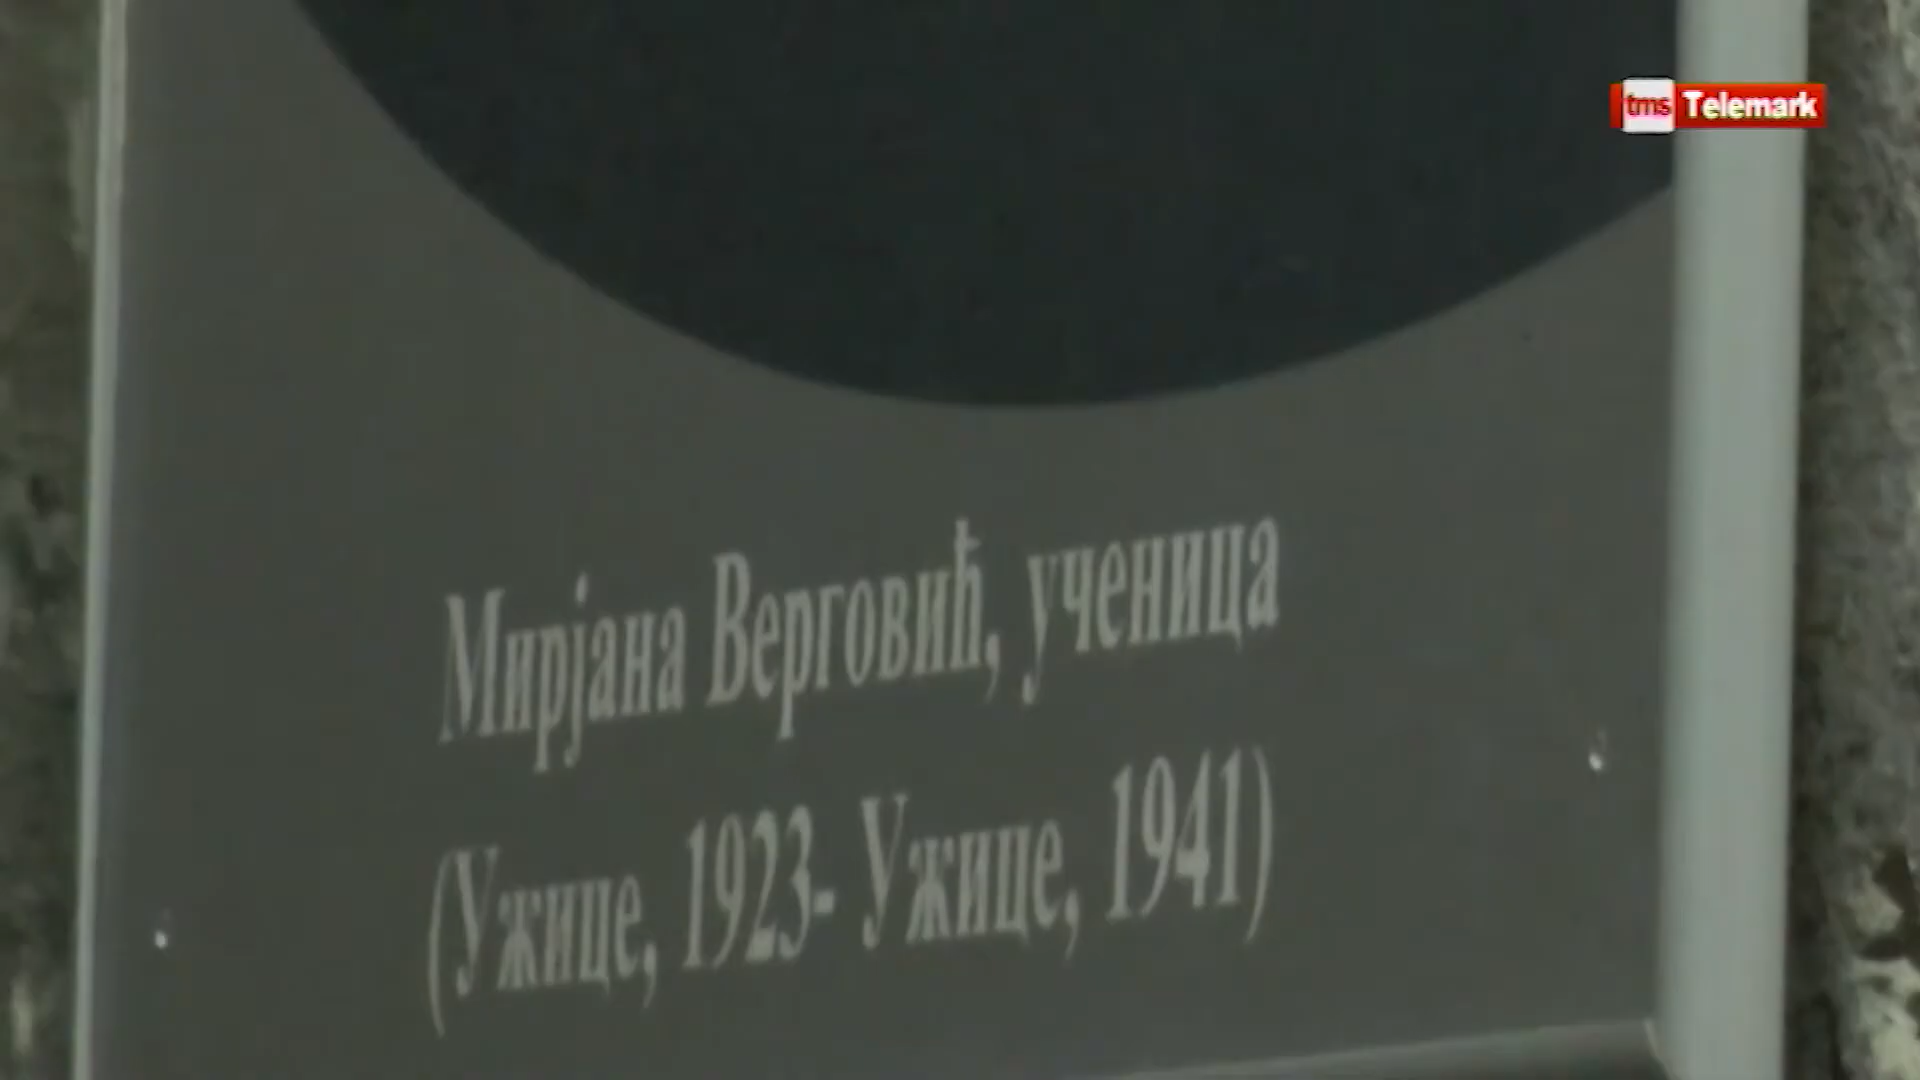 tms Telemark
Мирјана Верговић, ученица
(Ужице, 1923- Ужице, 1941)